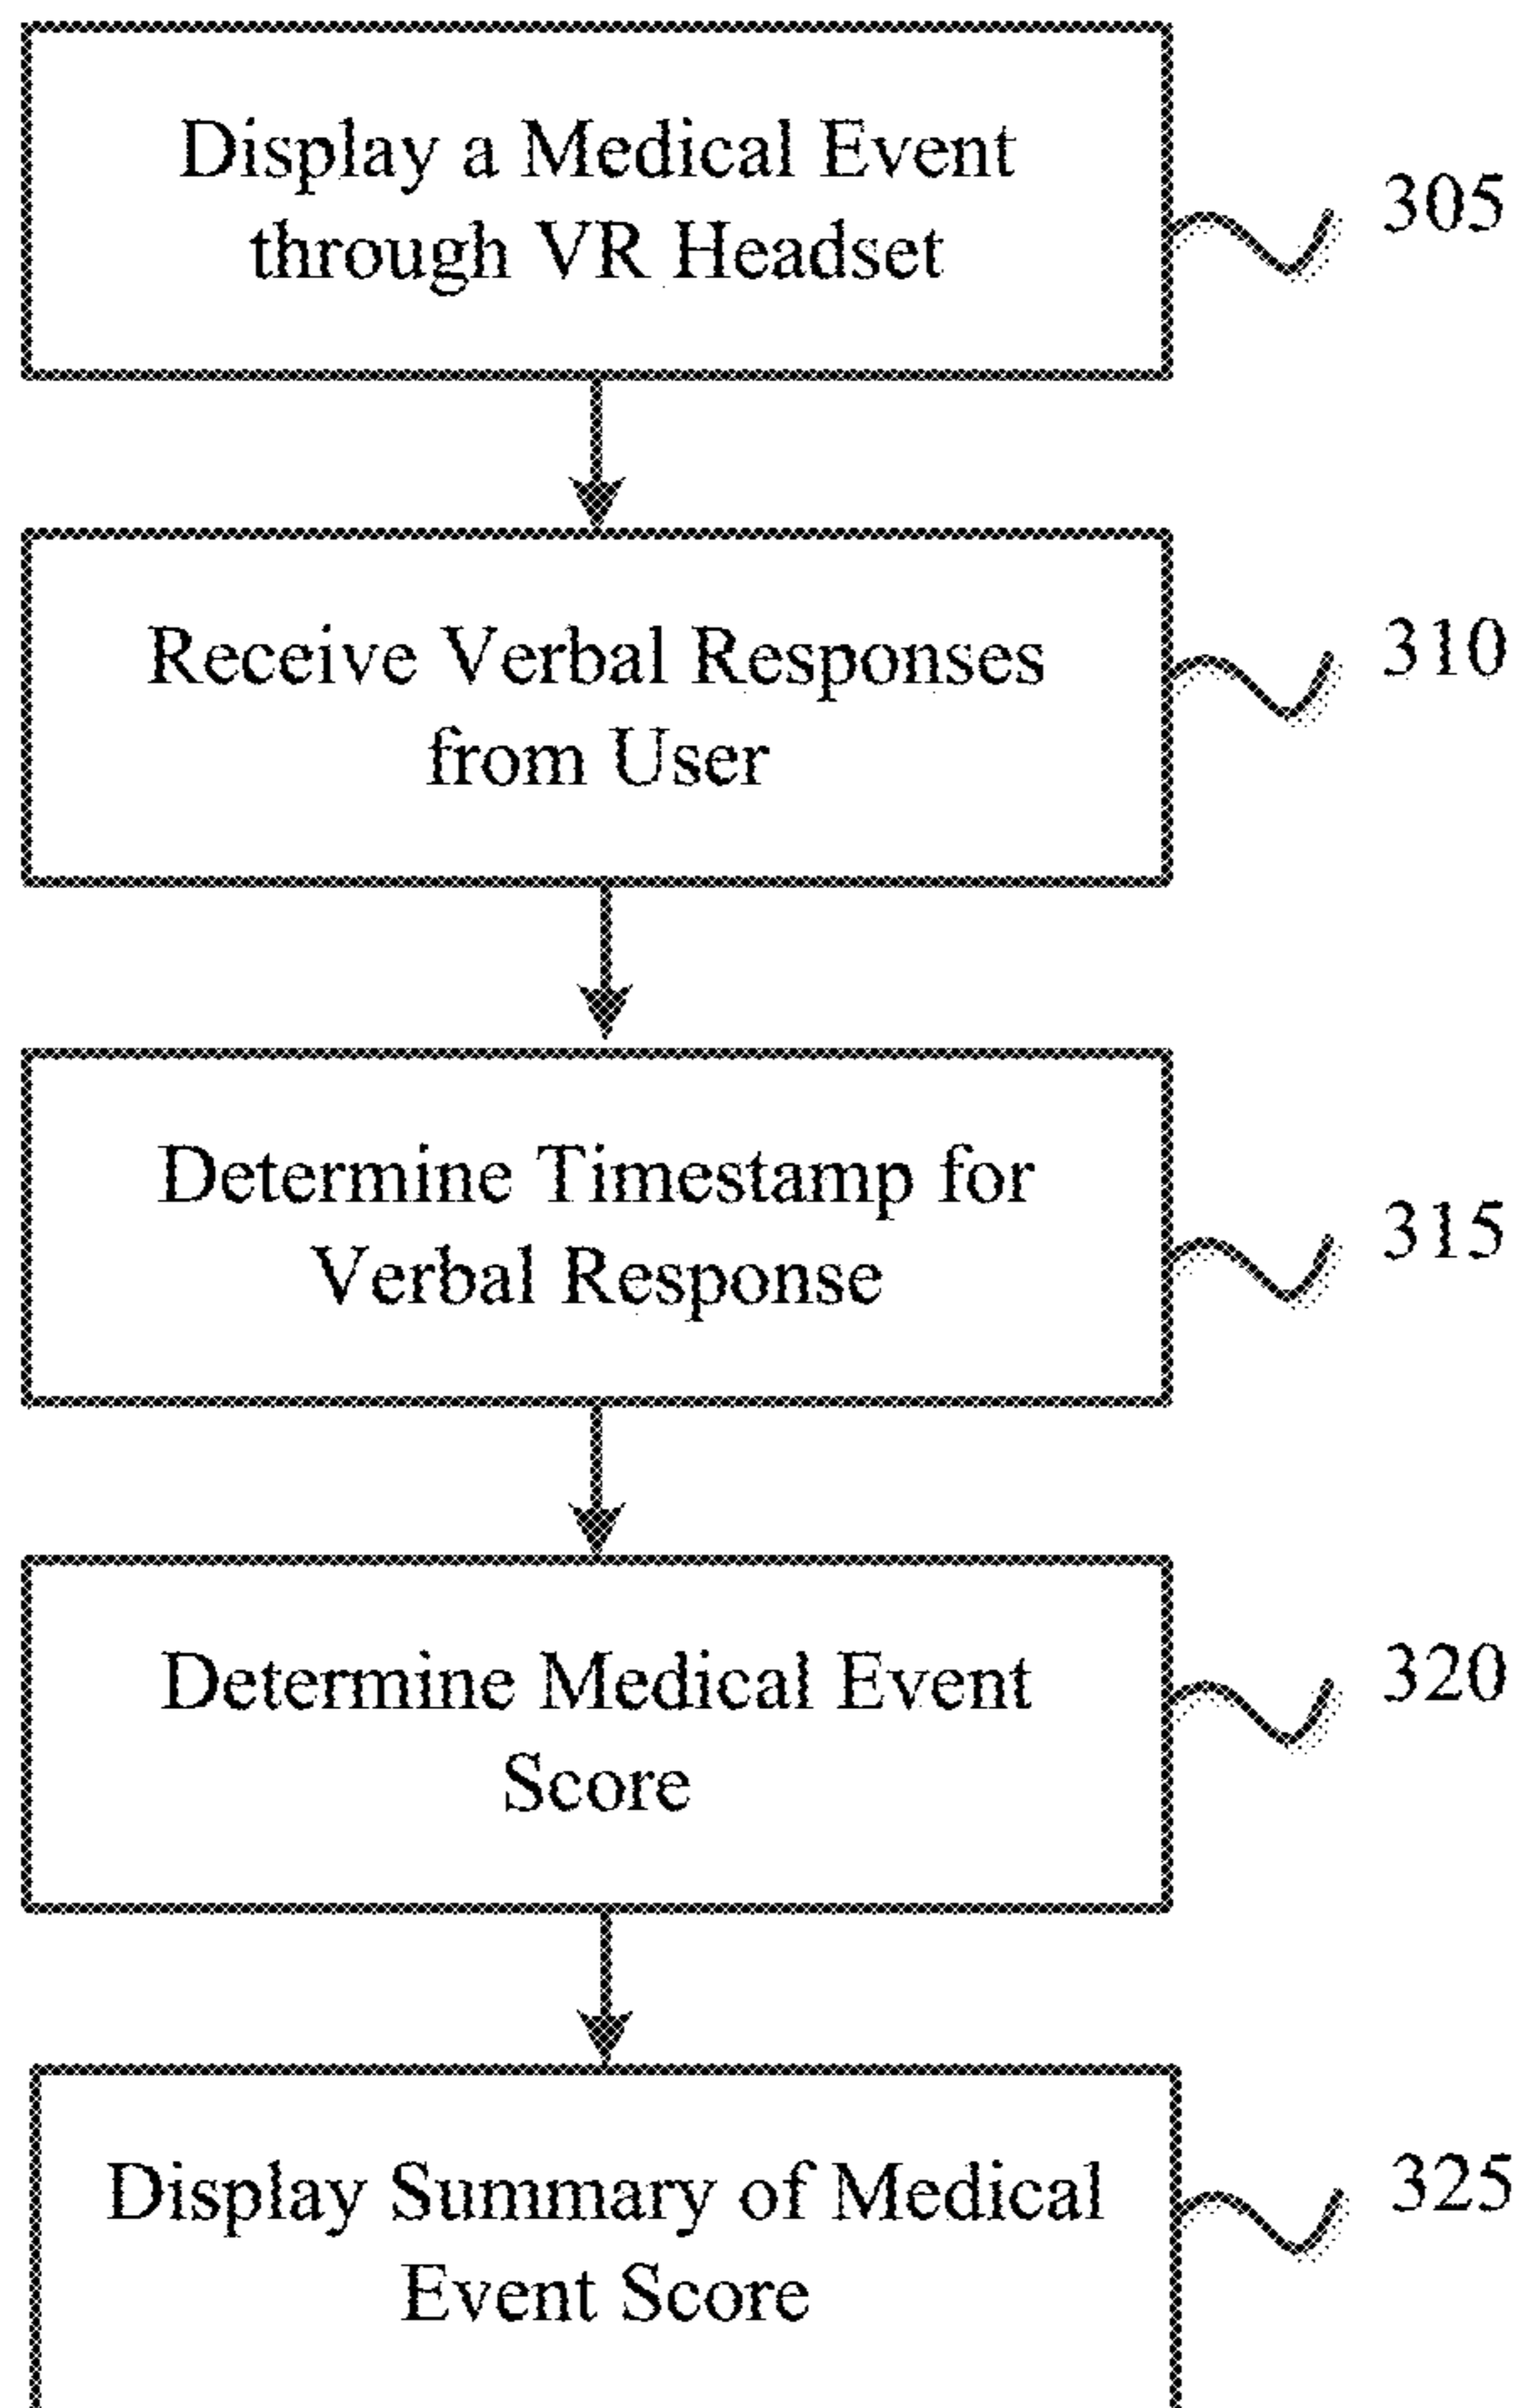 Display a Medical Event
through VR Headset
305
Receive Verbal Responses
from User
310
Determine Timestamp for
Verbal Response
315
Determine Medical Event
Score
320
Display Summary of Medical
Event Score
325